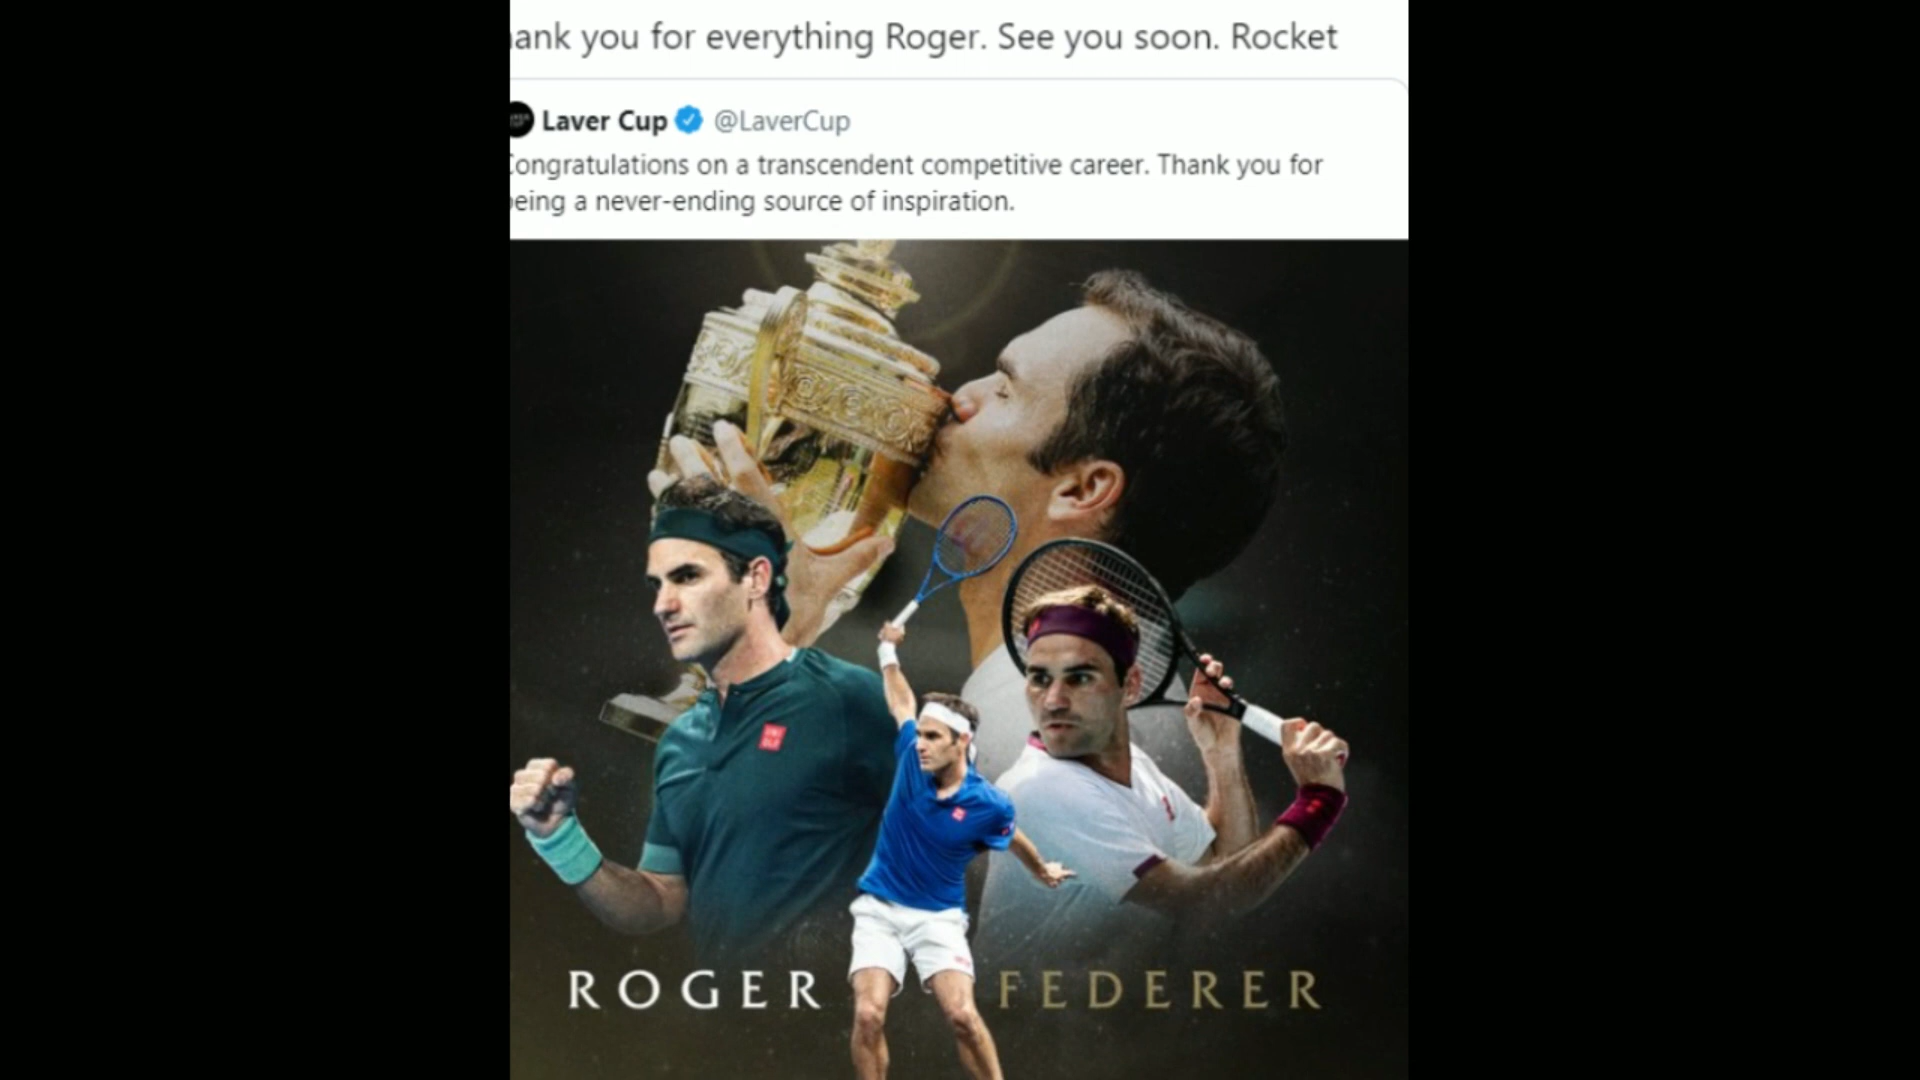 ank you for everything Roger. See you soon. Rocket
Laver Cup @LaverCup
Congratulations on a transcendent competitive career. Thank you for
being a never-ending source of inspiration.
ROGER FEDERER